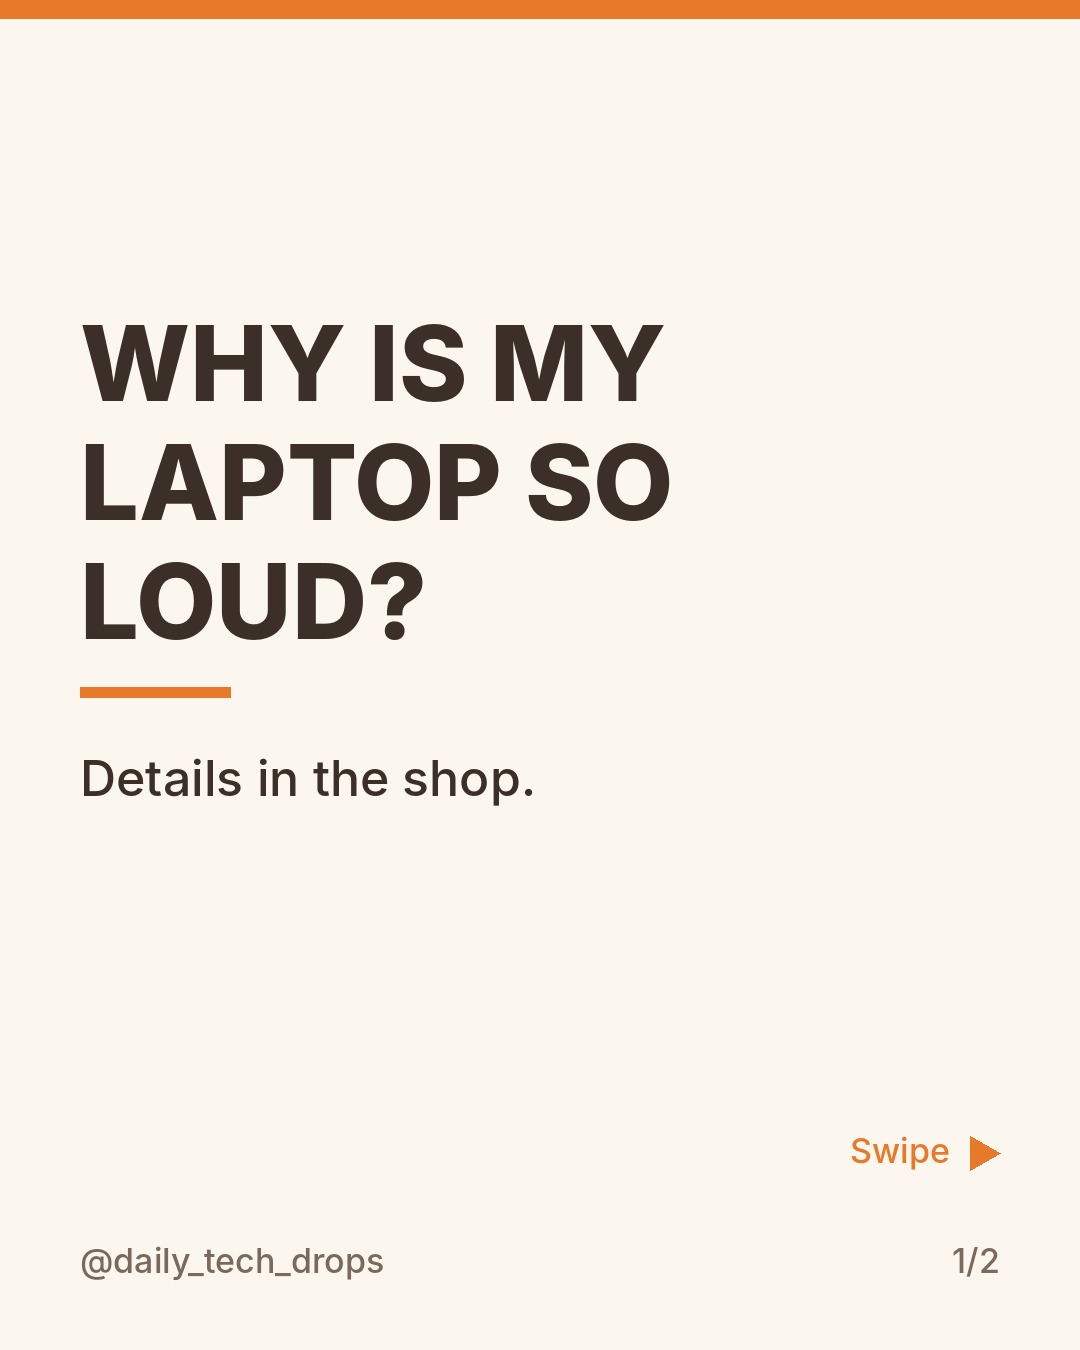 WHY IS MY
LAPTOP SO
LOUD?
Details in the shop.
Swipe
@daily_tech_drops
1/2